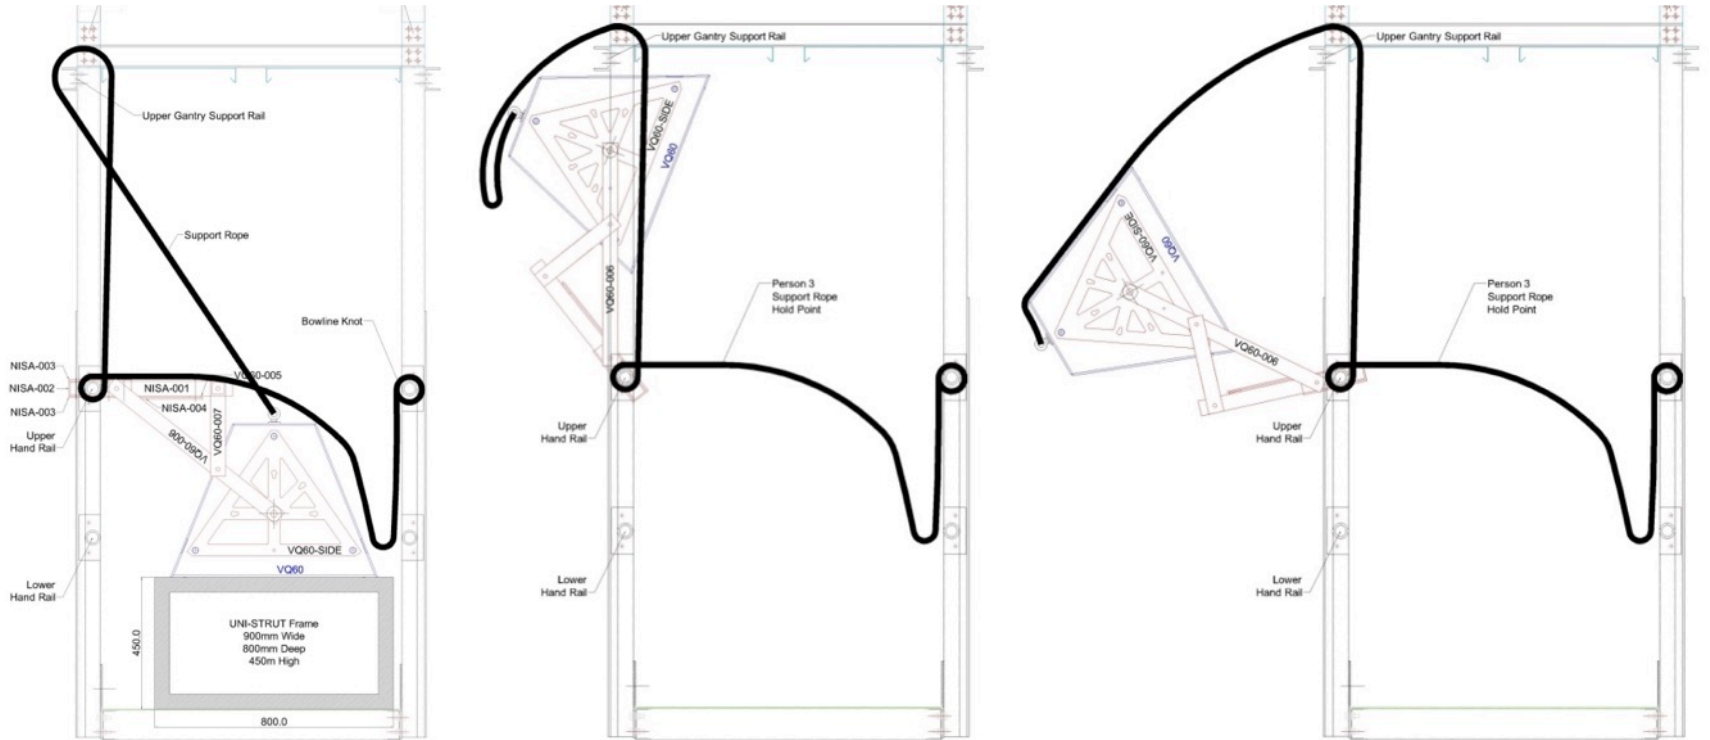 Upper Gantry Support Rail
Support Rope
Bowline Knot
NISA-003
NISA-002
NISA-003
NISA-001
VQ60-005
NISA-004
VQ60-006
VQ60-007
Upper
Hand Rail
VQ60-SIDE
VQ60
Lower
Hand Rail
UNI-STRUT Frame
900mm Wide
800mm Deep
450m High
450.0
800.0
Upper Gantry Support Rail
VQ60-SIDE
VQ60
VQ60-006
Person 3
Support Rope
Hold Point
Upper
Hand Rail
Lower
Hand Rail
Upper Gantry Support Rail
VQ60-SIDE
VQ60
VQ60-006
Person 3
Support Rope
Hold Point
Upper
Hand Rail
Lower
Hand Rail